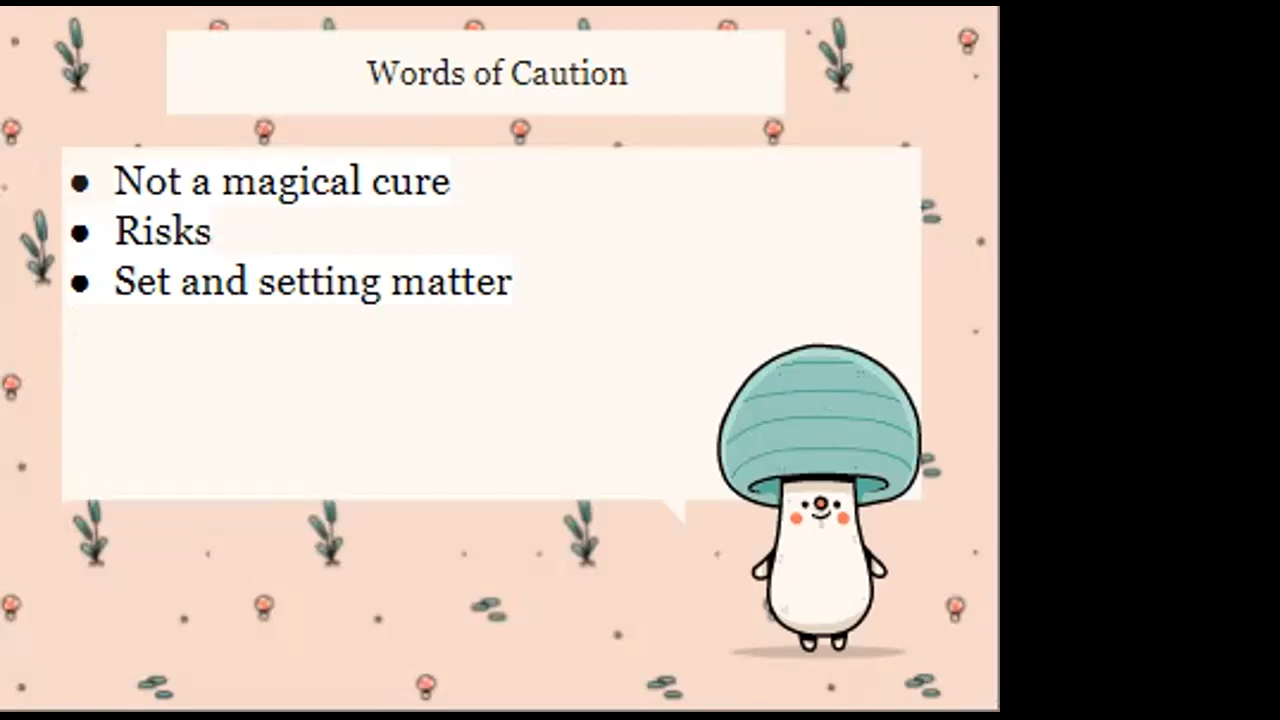 Words of Caution
● Not a magical cure
● Risks
● Set and setting matter